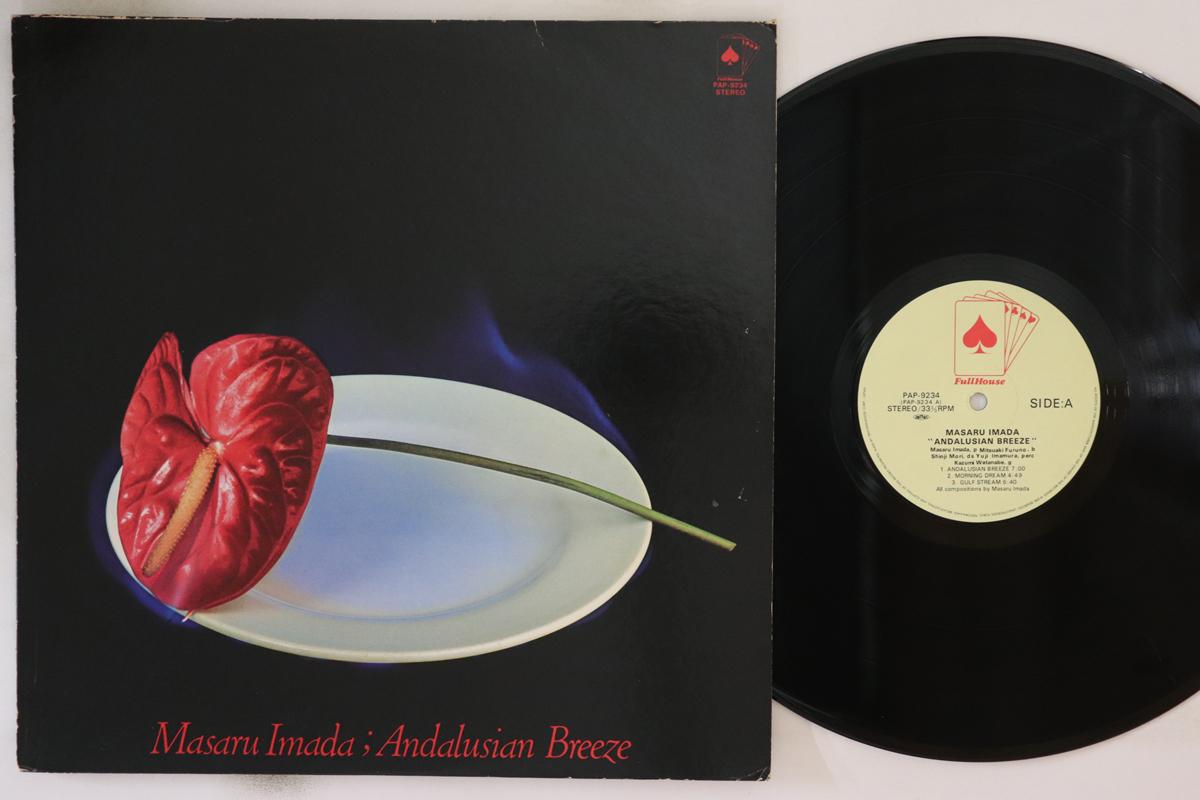 FullHouse
PAP-9234
STEREO
Masaru Imada ; Andalusian Breeze
FullHouse
PAP-9234
(PAP-9234 A)
STEREO/33⅓RPM
SIDE:A
MASARU IMADA
"ANDALUSIAN BREEZE"
Masaru Imada, p Mitsuaki Furuno, b
Shinji Mori, ds Yuji Imamura, perc
Kazumi Watanabe, g
1. ANDALUSIAN BREEZE 7:00
2. MORNING DREAM 4:49
3. GULF STREAM 6:40
All compositions by Masaru Imada